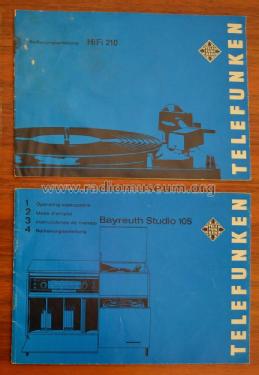 Bedienungsanleitung HiFi 210
TELEFUNKEN
www.radiomuseum.org
1 Operating instructions
2 Mode d'emploi
3 Instrucciones de manejo
4 Bedienungsanleitung
Bayreuth Studio 105
TELEFUNKEN